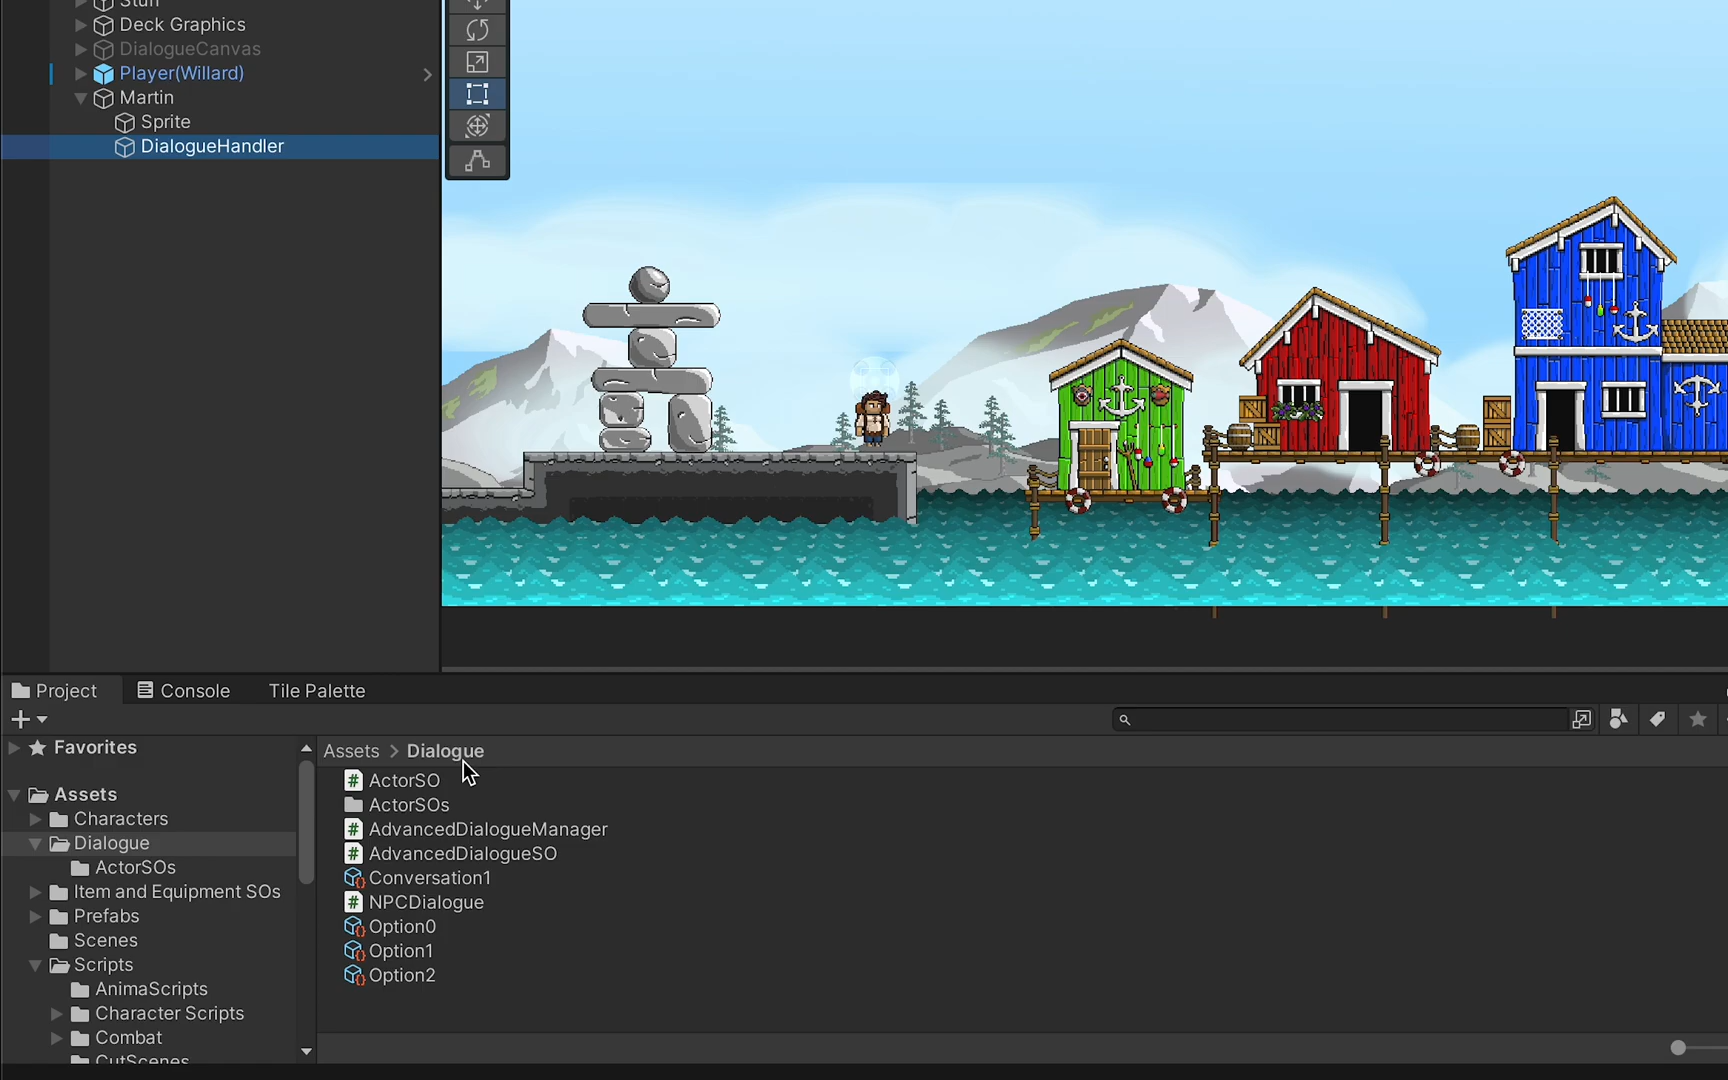 Stuff
Deck Graphics
DialogueCanvas
Player(Willard)
Martin
Sprite
DialogueHandler
Project
Console
Tile Palette
Favorites
Assets
Characters
Dialogue
ActorSOs
Item and Equipment SOs
Prefabs
Scenes
Scripts
AnimaScripts
Character Scripts
Combat
CutScenes
Assets > Dialogue
ActorSO
ActorSOs
AdvancedDialogueManager
AdvancedDialogueSO
Conversation1
NPCDialogue
Option0
Option1
Option2